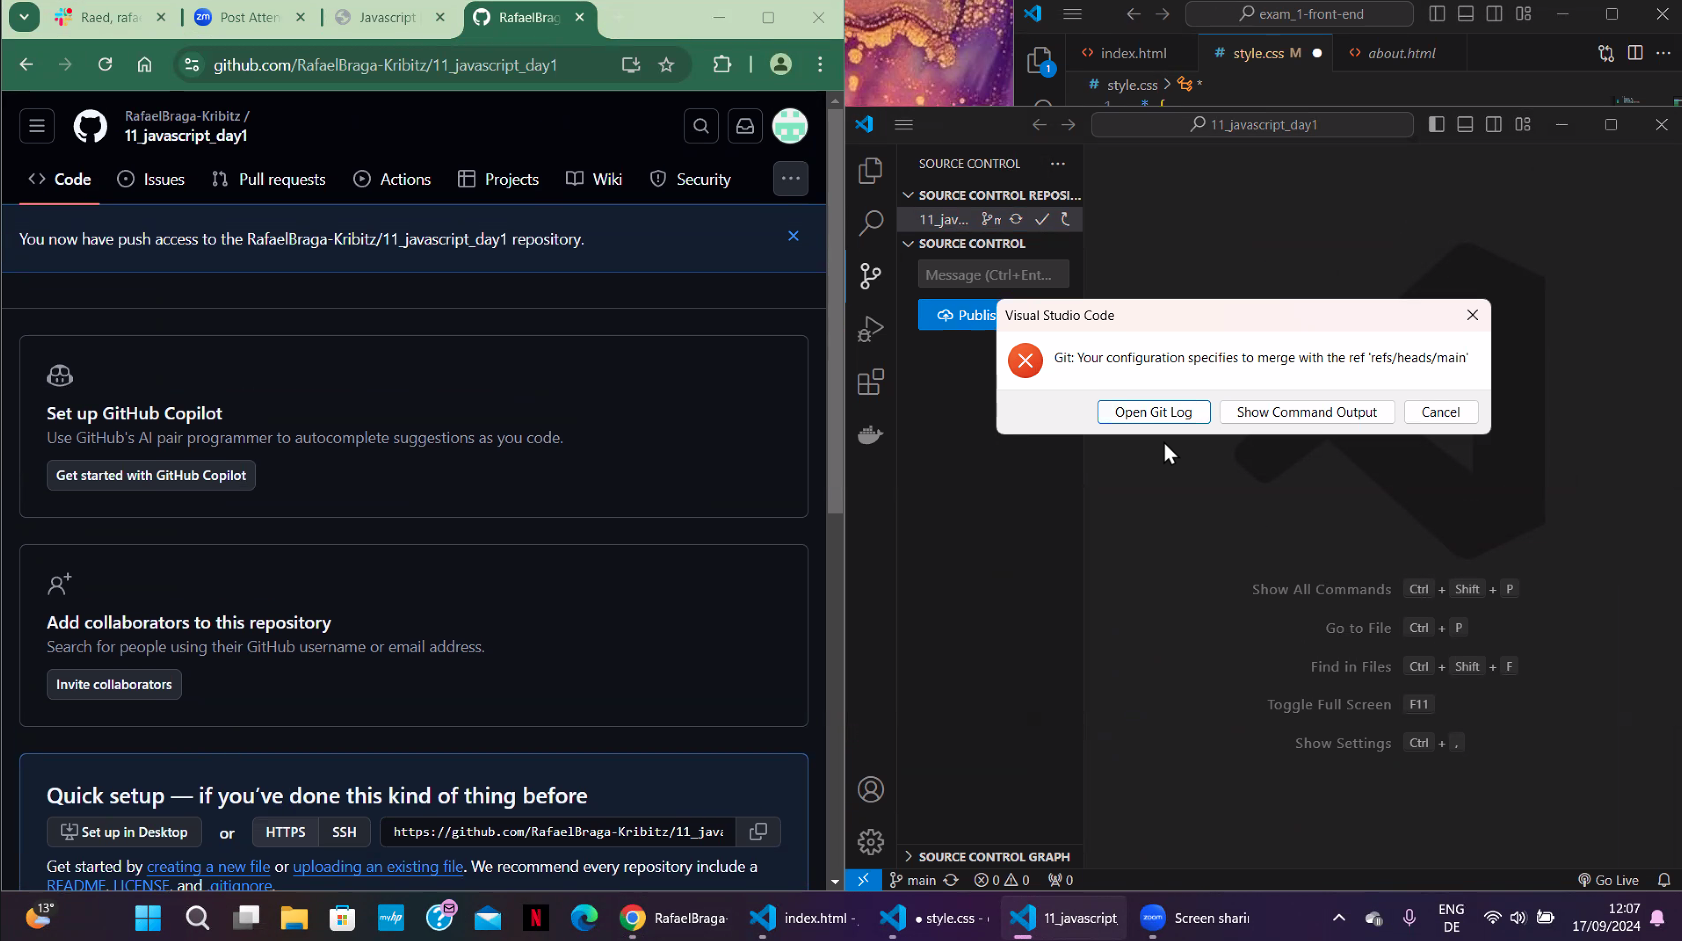 Raed, rafae
Post Atten
Javascript
RafaelBrag
github.com/RafaelBraga-Kribitz/11_javascript_day1
RafaelBraga-Kribitz /
11_javascript_day1
Code
Issues
Pull requests
Actions
Projects
Wiki
Security
You now have push access to the RafaelBraga-Kribitz/11_javascript_day1 repository.
Set up GitHub Copilot
Use GitHub's AI pair programmer to autocomplete suggestions as you code.
Get started with GitHub Copilot
Add collaborators to this repository
Search for people using their GitHub username or email address.
Invite collaborators
Quick setup — if you've done this kind of thing before
Set up in Desktop or HTTPS SSH https://github.com/RafaelBraga-Kribitz/11_java
Get started by creating a new file or uploading an existing file. We recommend every repository include a
README, LICENSE, and .gitignore.
exam_1-front-end
index.html
style.css M
about.html
style.css > *
1 * {
11_javascript_day1
SOURCE CONTROL
SOURCE CONTROL REPOSI...
11_jav...
SOURCE CONTROL
Message (Ctrl+Ent...
Publis
Visual Studio Code
Git: Your configuration specifies to merge with the ref 'refs/heads/main'
Open Git Log
Show Command Output
Cancel
Show All Commands Ctrl + Shift + P
Go to File Ctrl + P
Find in Files Ctrl + Shift + F
Toggle Full Screen F11
Show Settings Ctrl + ,
SOURCE CONTROL GRAPH
main 0 0 0
Go Live
13°
RafaelBraga-
index.html -
• style.css -
11_javascript_
zoom
Screen sharin
ENG
DE
12:07
17/09/2024